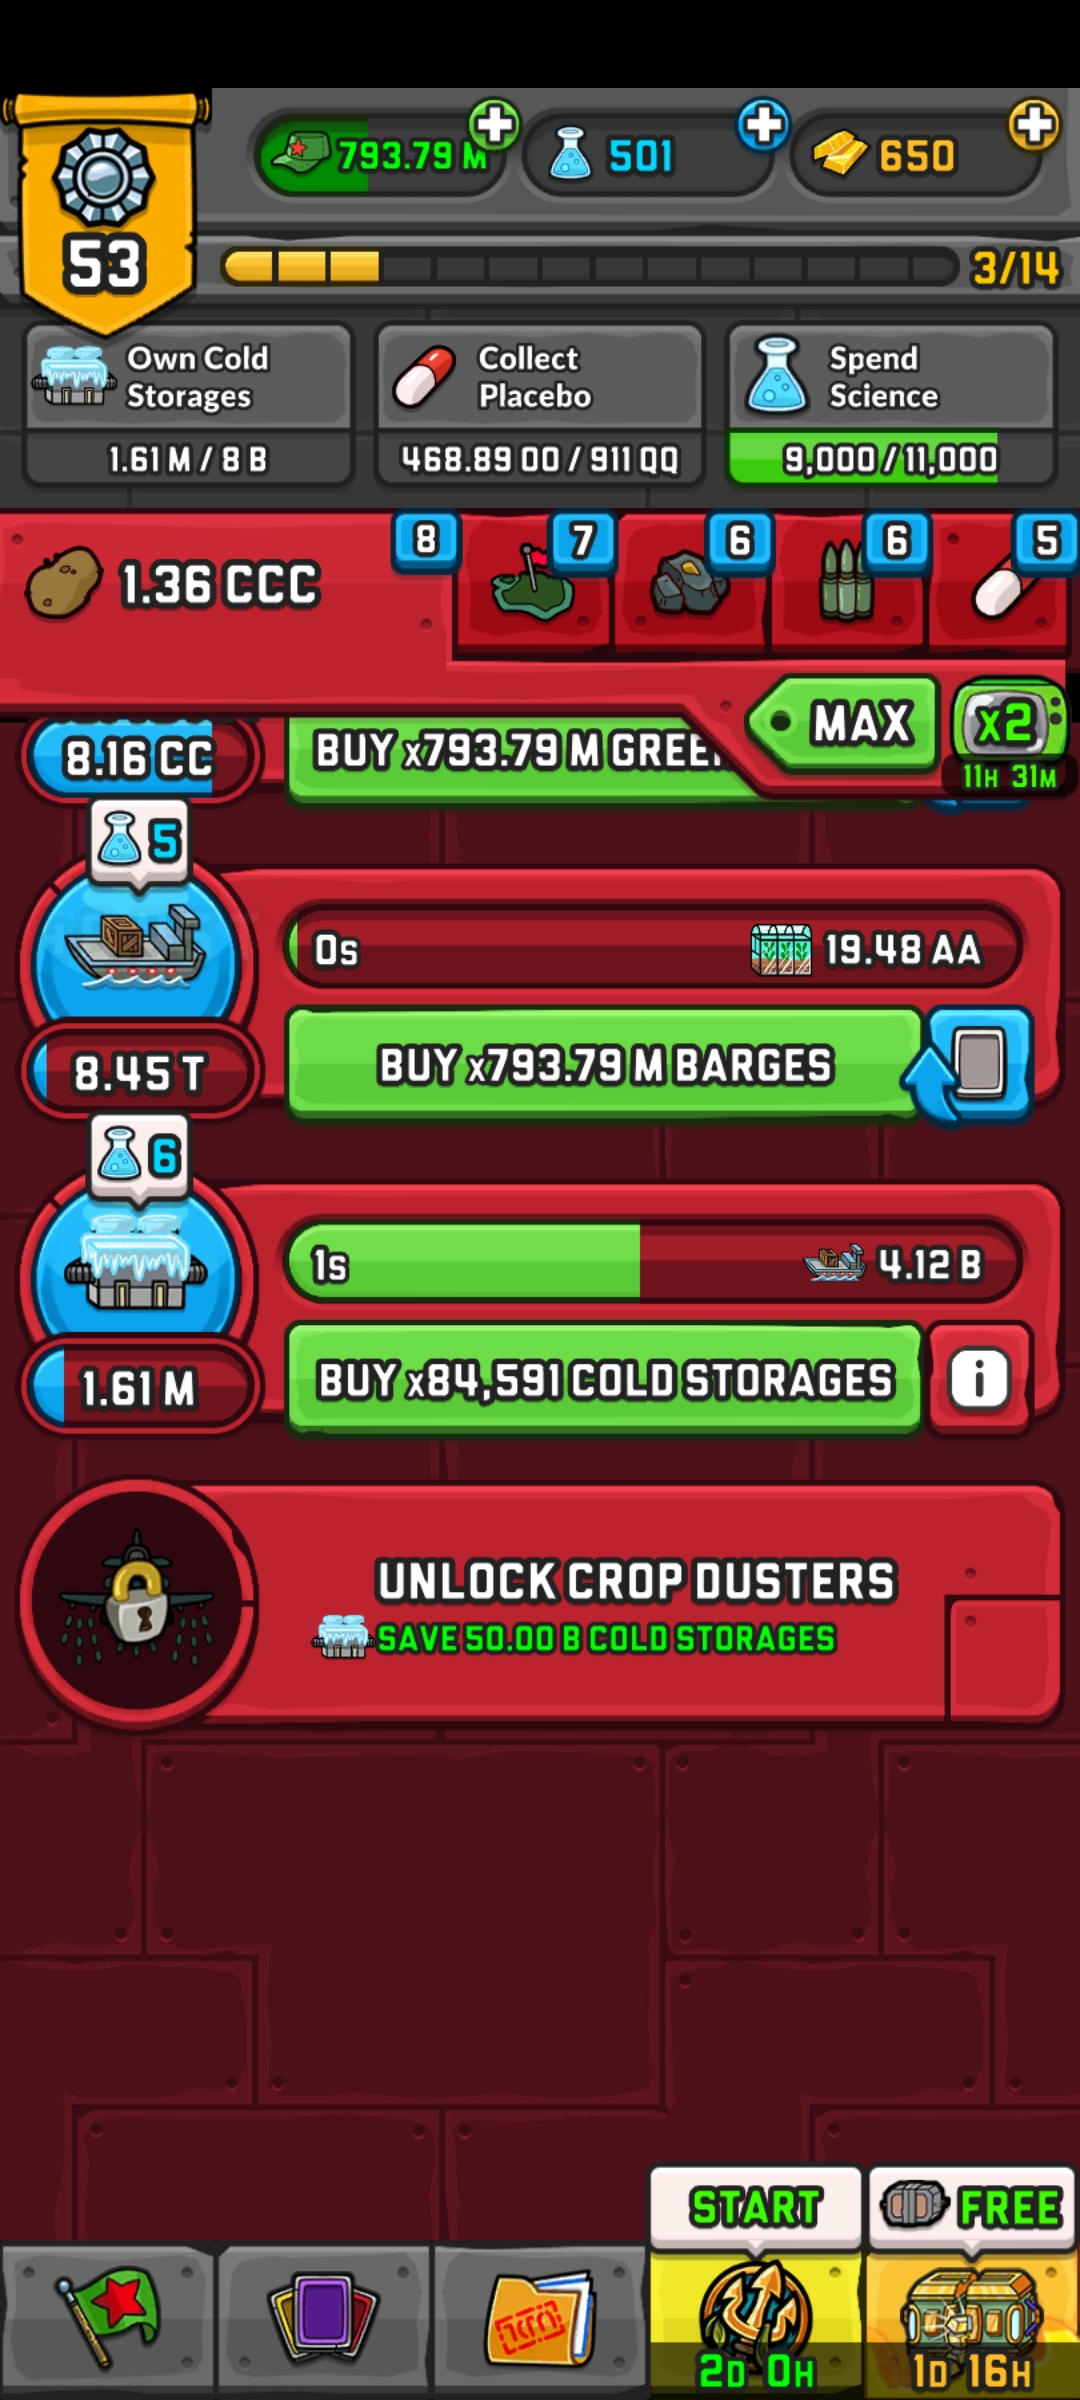 793.79 M
501
650
53
3/14
Own Cold
Storages
1.61 M / 8 B
Collect
Placebo
468.89 OO / 911 QQ
Spend
Science
9,000 / 11,000
1.36 CCC
8
7
6
6
5
MAX
X2
11H 31M
8.16 CC
BUY x793.79 M GREE
5
0s
19.48 AA
8.45 T
BUY x793.79 M BARGES
6
1s
4.12 B
1.61 M
BUY x84,591 COLD STORAGES
i
UNLOCK CROP DUSTERS
SAVE 50.00 B COLD STORAGES
START
FREE
2D 0H
1D 16H